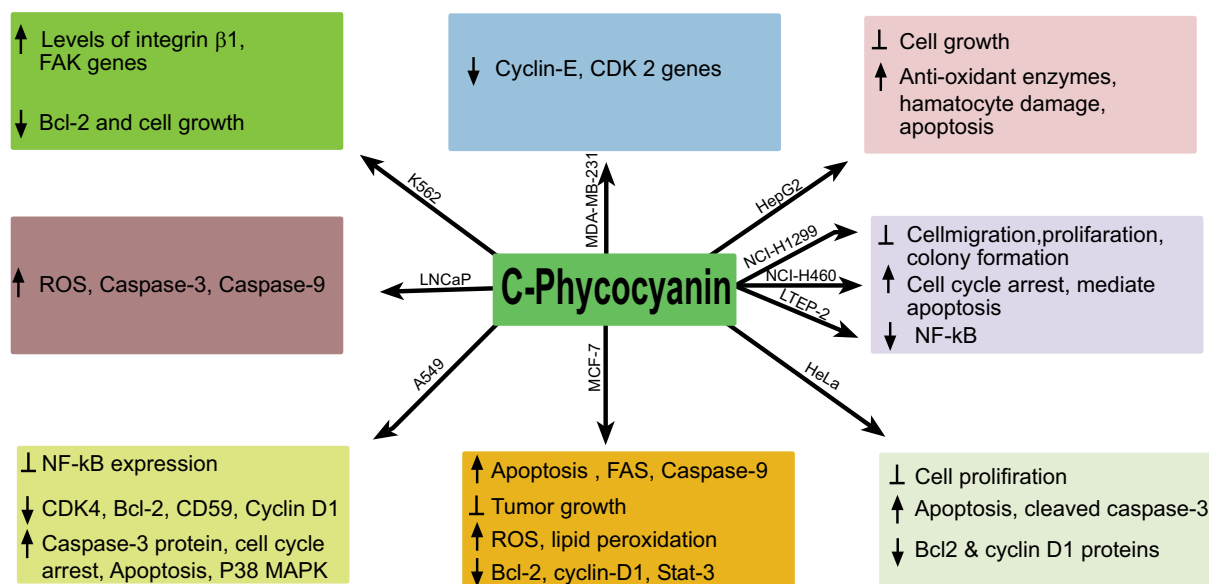 Levels of integrin β1,
FAK genes
Bcl-2 and cell growth
Cyclin-E, CDK 2 genes
Cell growth
Anti-oxidant enzymes,
hamatocyte damage,
apoptosis
K562
MDA-MB-231
HepG2
ROS, Caspase-3, Caspase-9
LNCaP
C-Phycocyanin
NCI-H1299
NCI-H460
LTEP-2
Cellmigration,prolifaration,
colony formation
Cell cycle arrest, mediate
apoptosis
NF-kB
A549
MCF-7
HeLa
NF-kB expression
CDK4, Bcl-2, CD59, Cyclin D1
Caspase-3 protein, cell cycle
arrest, Apoptosis, P38 MAPK
Apoptosis , FAS, Caspase-9
Tumor growth
ROS, lipid peroxidation
Bcl-2, cyclin-D1, Stat-3
Cell prolifiration
Apoptosis, cleaved caspase-3
Bcl2 & cyclin D1 proteins